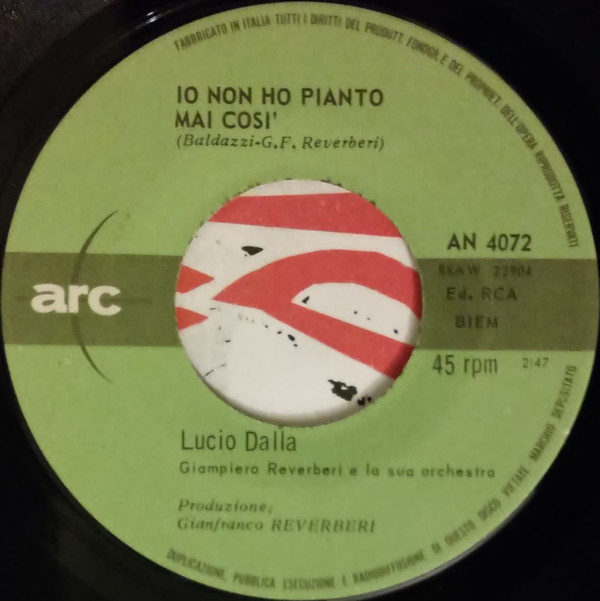 FABBRICATO IN ITALIA TUTTI I DIRITTI DEL PRODUTT. FONOGR. E DEL PROPRIET. DELL'OPERA RIPRODOTTA RISERVATI
IO NON HO PIANTO
MAI COSI'
(Baldazzi-G.F. Reverberi)
AN 4072
RKAW 22904
Ed. RCA
BIEM
arc
45 rpm 2:47
Lucio Dalla
Giampiero Reverberi e la sua orchestra
Produzione:
Gianfranco REVERBERI
DUPLICAZIONE, PUBBLICA ESECUZIONE E RADIODIFFUSIONE DI QUESTO DISCO VIETATE. MARCHIO DEPOSITATO